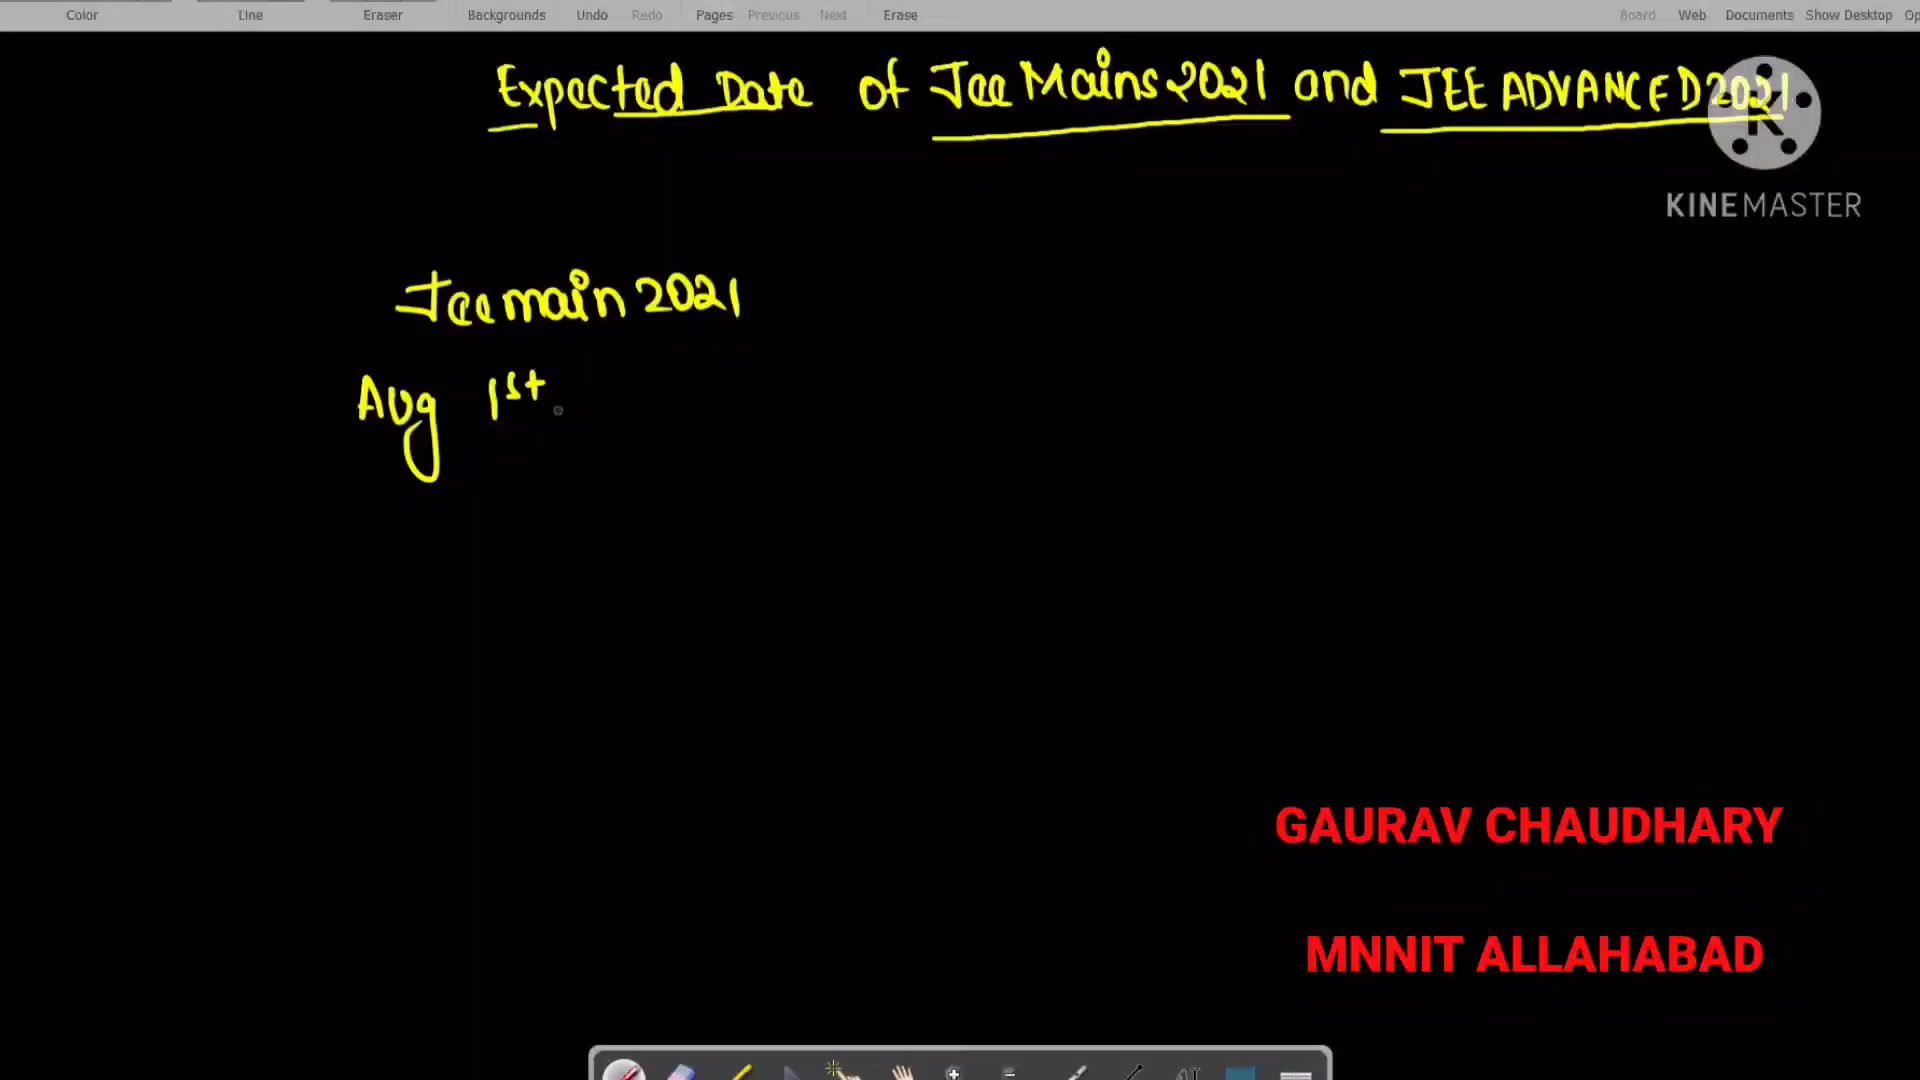 Color Line Eraser Backgrounds Undo Redo Pages Previous Next Erase Board Web Documents Show Desktop
Expected Date of Jee Mains 2021 and JEE ADVANCED 2021
KINEMASTER
Jee main 2021
Aug 1st
GAURAV CHAUDHARY
MNNIT ALLAHABAD